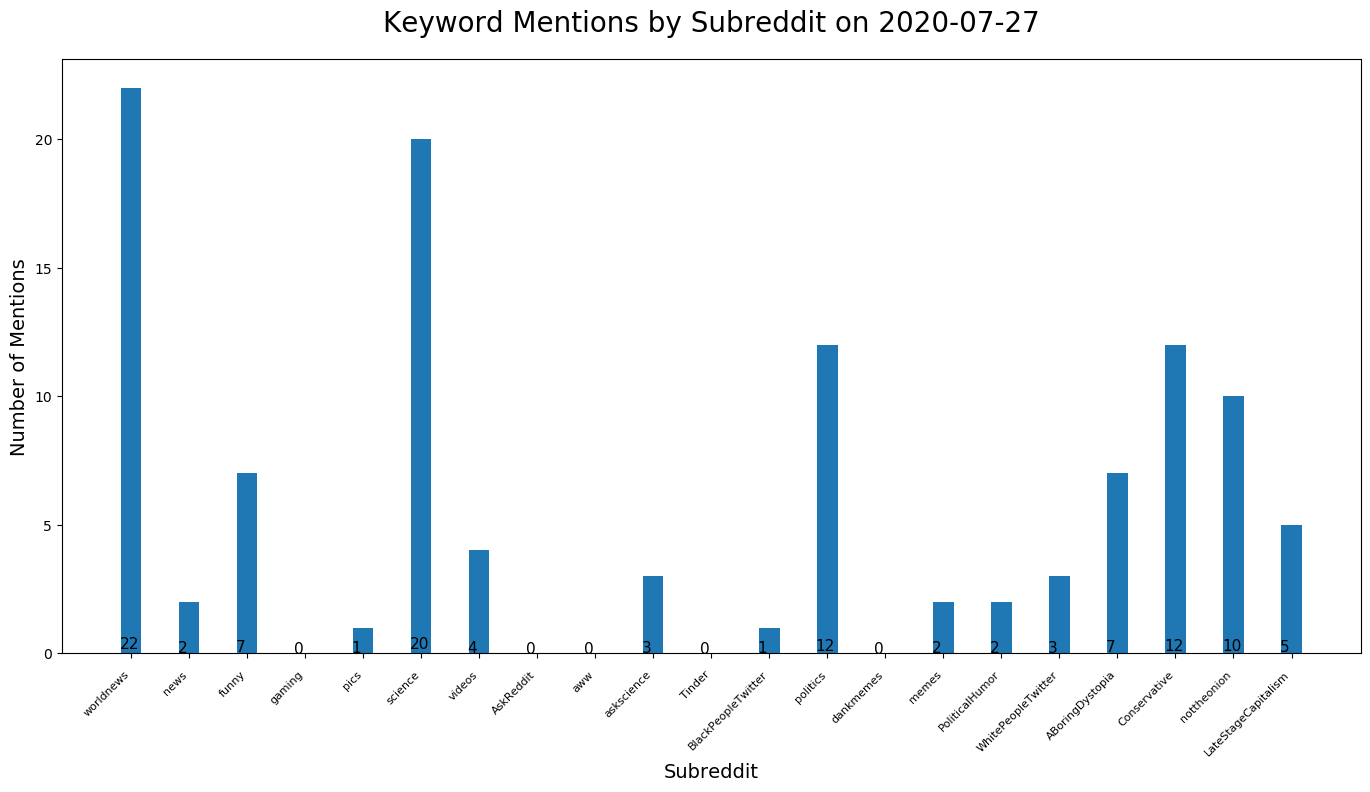 Keyword Mentions by Subreddit on 2020-07-27
Number of Mentions
20
15
10
5
0
22
2
7
0
1
20
4
0
0
3
0
1
12
0
2
2
3
7
12
10
5
worldnews
news
funny
gaming
pics
science
videos
AskReddit
aww
askscience
Tinder
BlackPeopleTwitter
politics
dankmemes
memes
PoliticalHumor
WhitePeopleTwitter
ABoringDystopia
Conservative
nottheonion
LateStageCapitalism
Subreddit